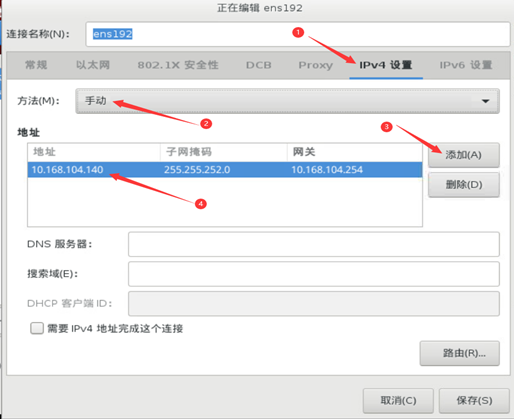 正在编辑 ens192
连接名称(N): ens192
常规 以太网 802.1X 安全性 DCB Proxy IPv4 设置 IPv6 设置
1
方法(M): 手动
2
地址
3
地址 子网掩码 网关 添加(A)
10.168.104.140 255.255.252.0 10.168.104.254
删除(D)
4
DNS 服务器:
搜索域(E):
DHCP 客户端 ID:
需要 IPv4 地址完成这个连接
路由(R)...
取消(C) 保存(S)